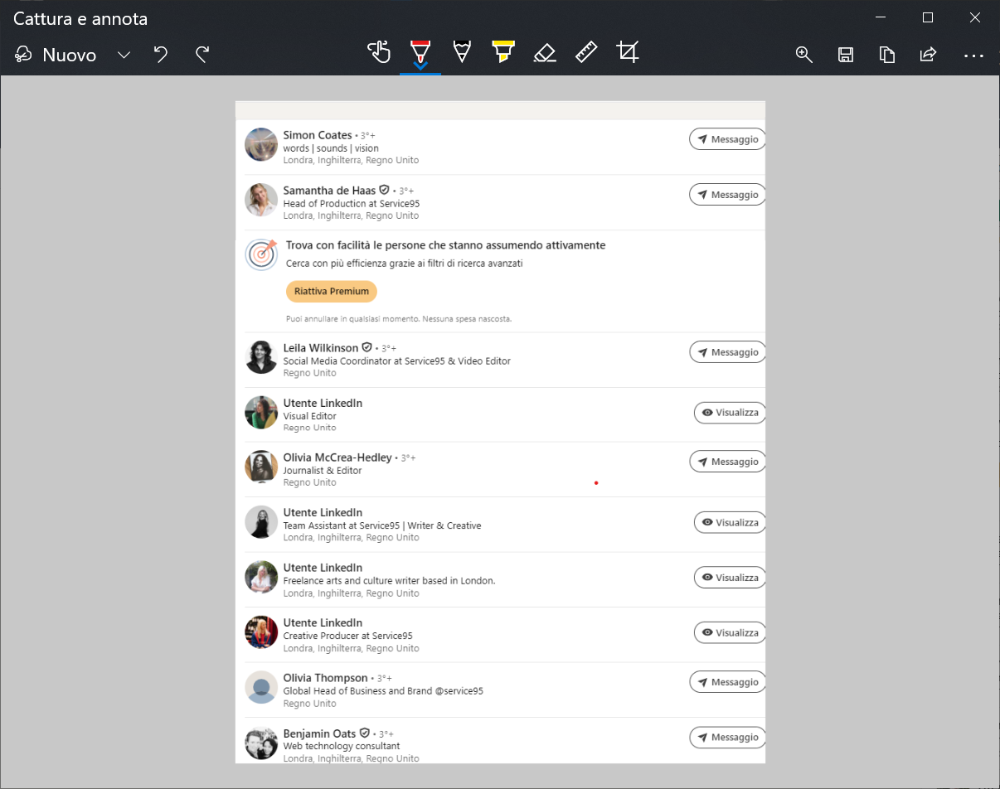 Cattura e annota
Nuovo
Simon Coates • 3°+
Messaggio
words | sounds | vision
Londra, Inghilterra, Regno Unito
Samantha de Haas • 3°+
Messaggio
Head of Production at Service95
Londra, Inghilterra, Regno Unito
Trova con facilità le persone che stanno assumendo attivamente
Cerca con più efficienza grazie ai filtri di ricerca avanzati
Riattiva Premium
Puoi annullare in qualsiasi momento. Nessuna spesa nascosta.
Leila Wilkinson • 3°+
Messaggio
Social Media Coordinator at Service95 & Video Editor
Regno Unito
Utente LinkedIn
Visualizza
Visual Editor
Regno Unito
Olivia McCrea-Hedley • 3°+
Messaggio
Journalist & Editor
Regno Unito
Utente LinkedIn
Visualizza
Team Assistant at Service95 | Writer & Creative
Londra, Inghilterra, Regno Unito
Utente LinkedIn
Visualizza
Freelance arts and culture writer based in London.
Londra, Inghilterra, Regno Unito
Utente LinkedIn
Visualizza
Creative Producer at Service95
Londra, Inghilterra, Regno Unito
Olivia Thompson • 3°+
Messaggio
Global Head of Business and Brand @service95
Regno Unito
Benjamin Oats • 3°+
Messaggio
Web technology consultant
Londra, Inghilterra, Regno Unito